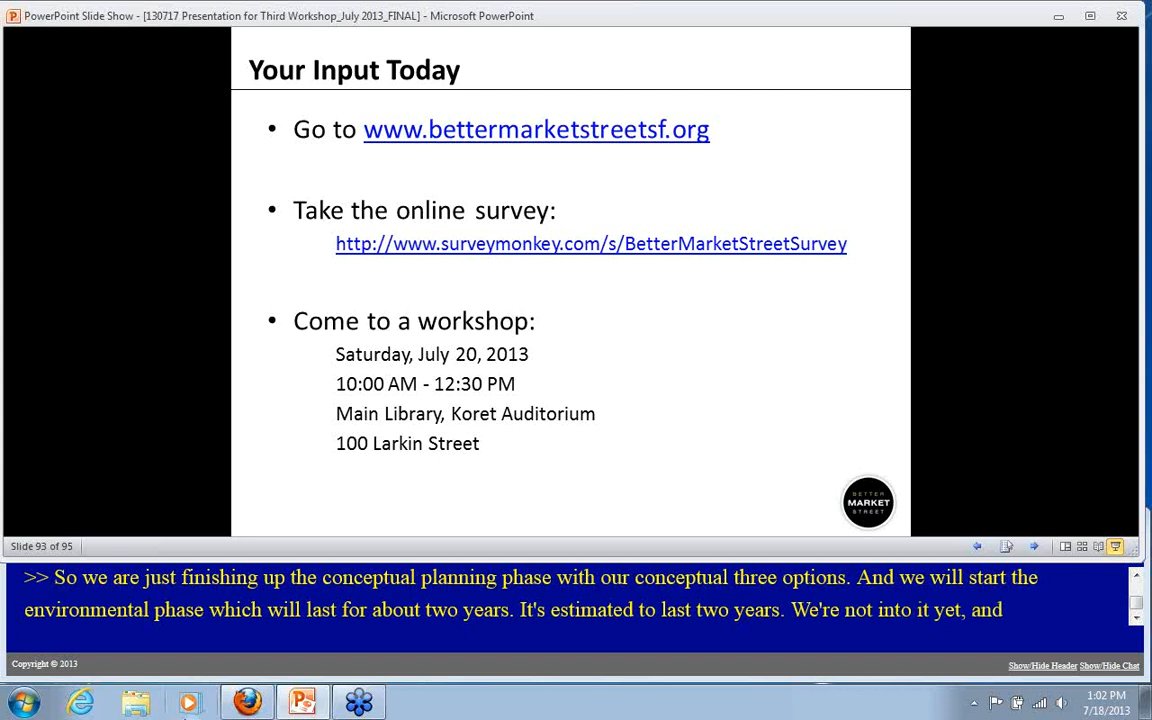 PowerPoint Slide Show - [130717 Presentation for Third Workshop_July 2013_FINAL] - Microsoft PowerPoint
Your Input Today
• Go to www.bettermarketstreetsf.org
• Take the online survey:
http://www.surveymonkey.com/s/BetterMarketStreetSurvey
• Come to a workshop:
Saturday, July 20, 2013
10:00 AM - 12:30 PM
Main Library, Koret Auditorium
100 Larkin Street
BETTER
MARKET
STREET
Slide 93 of 95
>> So we are just finishing up the conceptual planning phase with our conceptual three options. And we will start the
environmental phase which will last for about two years. It's estimated to last two years. We're not into it yet, and
Copyright © 2013
Show/Hide Header Show/Hide Chat
1:02 PM
7/18/2013